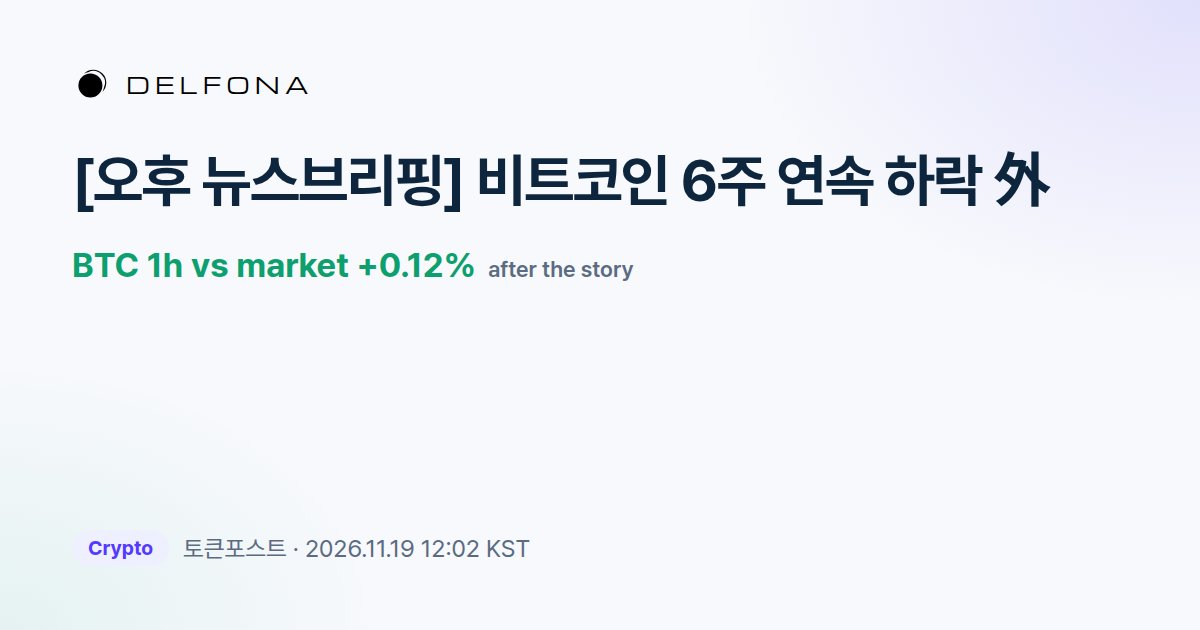 DELFONA
[오후 뉴스브리핑] 비트코인 6주 연속 하락 外
BTC 1h vs market +0.12% after the story
Crypto 토큰포스트 · 2026.11.19 12:02 KST